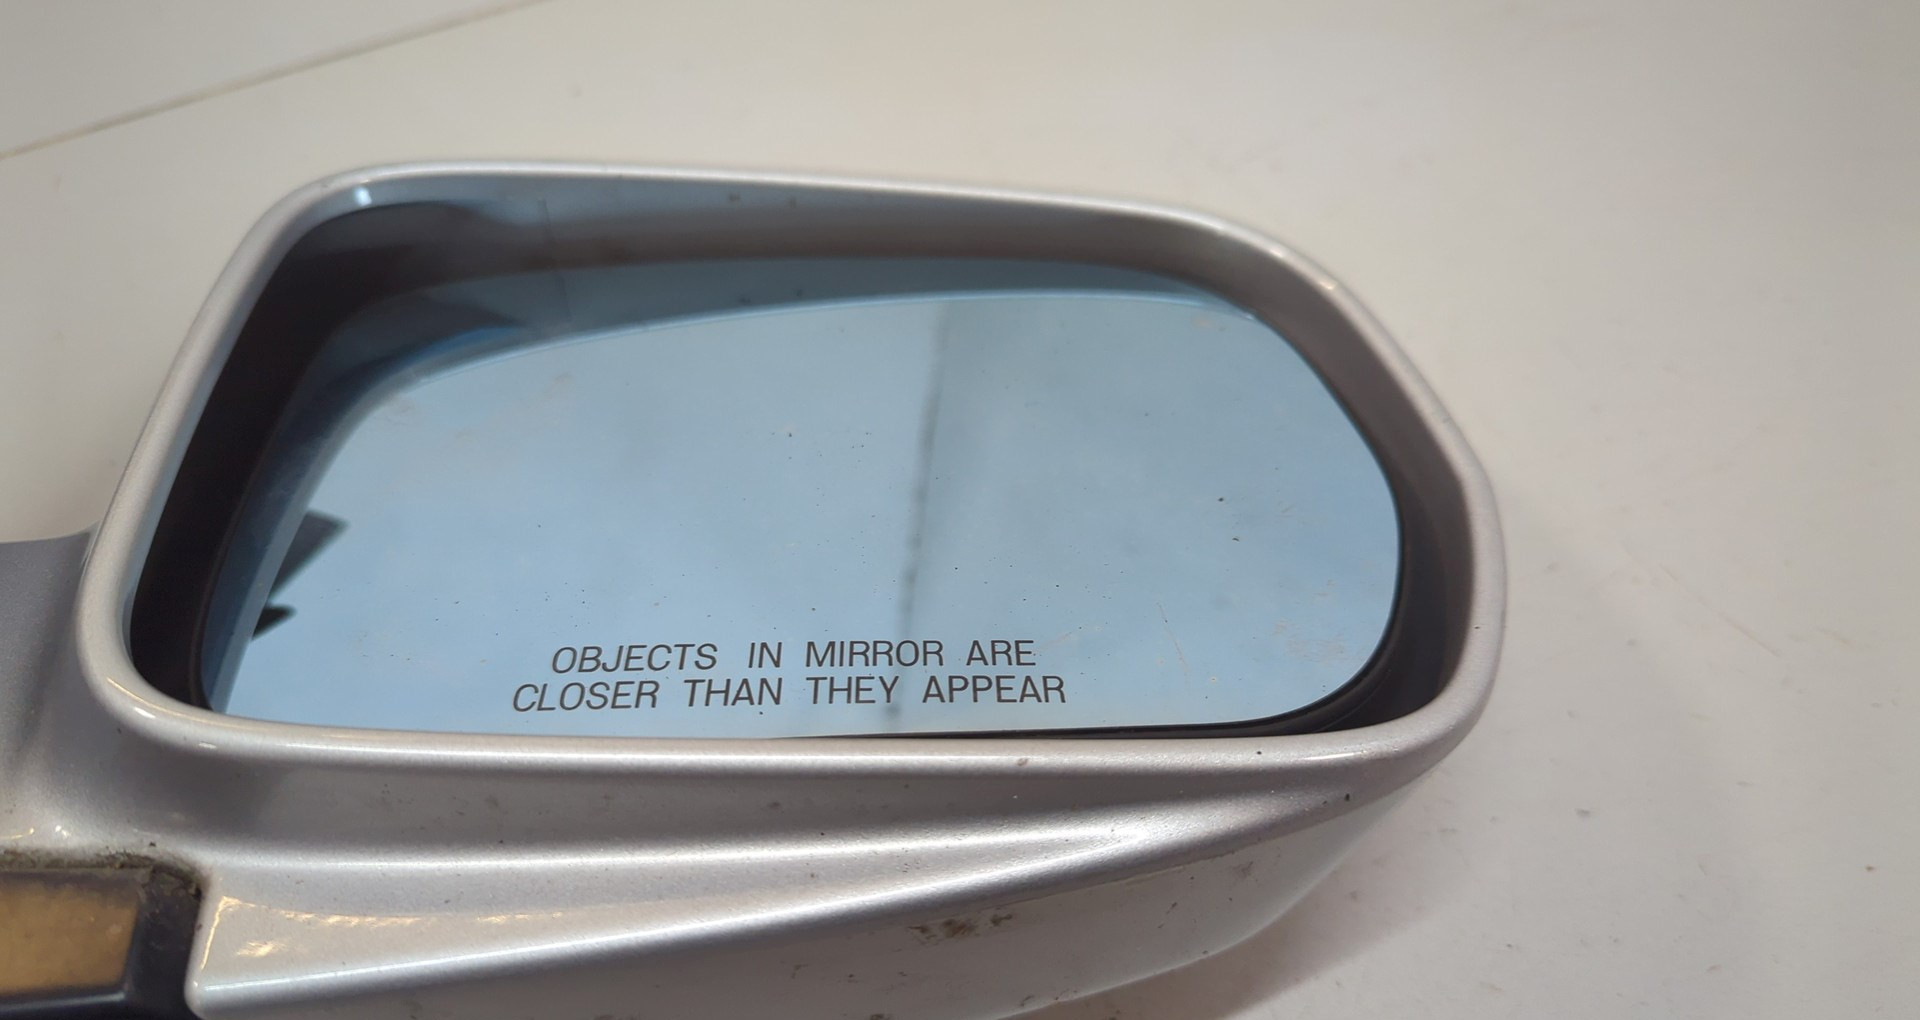 OBJECTS IN MIRROR ARE
CLOSER THAN THEY APPEAR